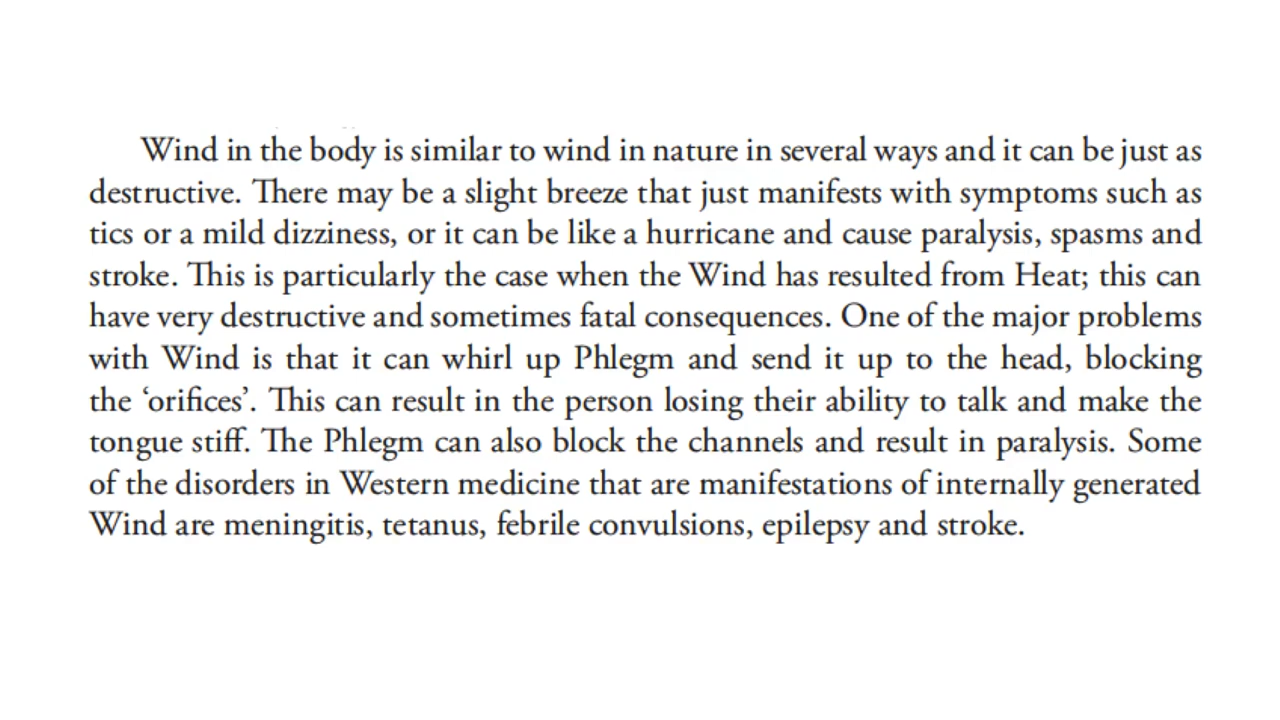 Wind in the body is similar to wind in nature in several ways and it can be just as
destructive. There may be a slight breeze that just manifests with symptoms such as
tics or a mild dizziness, or it can be like a hurricane and cause paralysis, spasms and
stroke. This is particularly the case when the Wind has resulted from Heat; this can
have very destructive and sometimes fatal consequences. One of the major problems
with Wind is that it can whirl up Phlegm and send it up to the head, blocking
the ‘orifices’. This can result in the person losing their ability to talk and make the
tongue stiff. The Phlegm can also block the channels and result in paralysis. Some
of the disorders in Western medicine that are manifestations of internally generated
Wind are meningitis, tetanus, febrile convulsions, epilepsy and stroke.